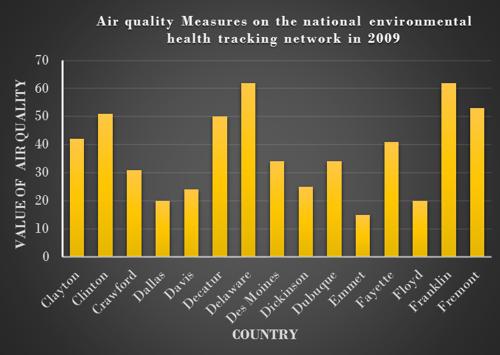 Air quality Measures on the national environmental
health tracking network in 2009
VALUE OF AIR QUALITY
70
60
50
40
30
20
10
0
Clayton
Clinton
Crawford
Dallas
Davis
Decatur
Delaware
Des Moines
Dickinson
Dubuque
Emmet
Fayette
Floyd
Franklin
Fremont
COUNTRY